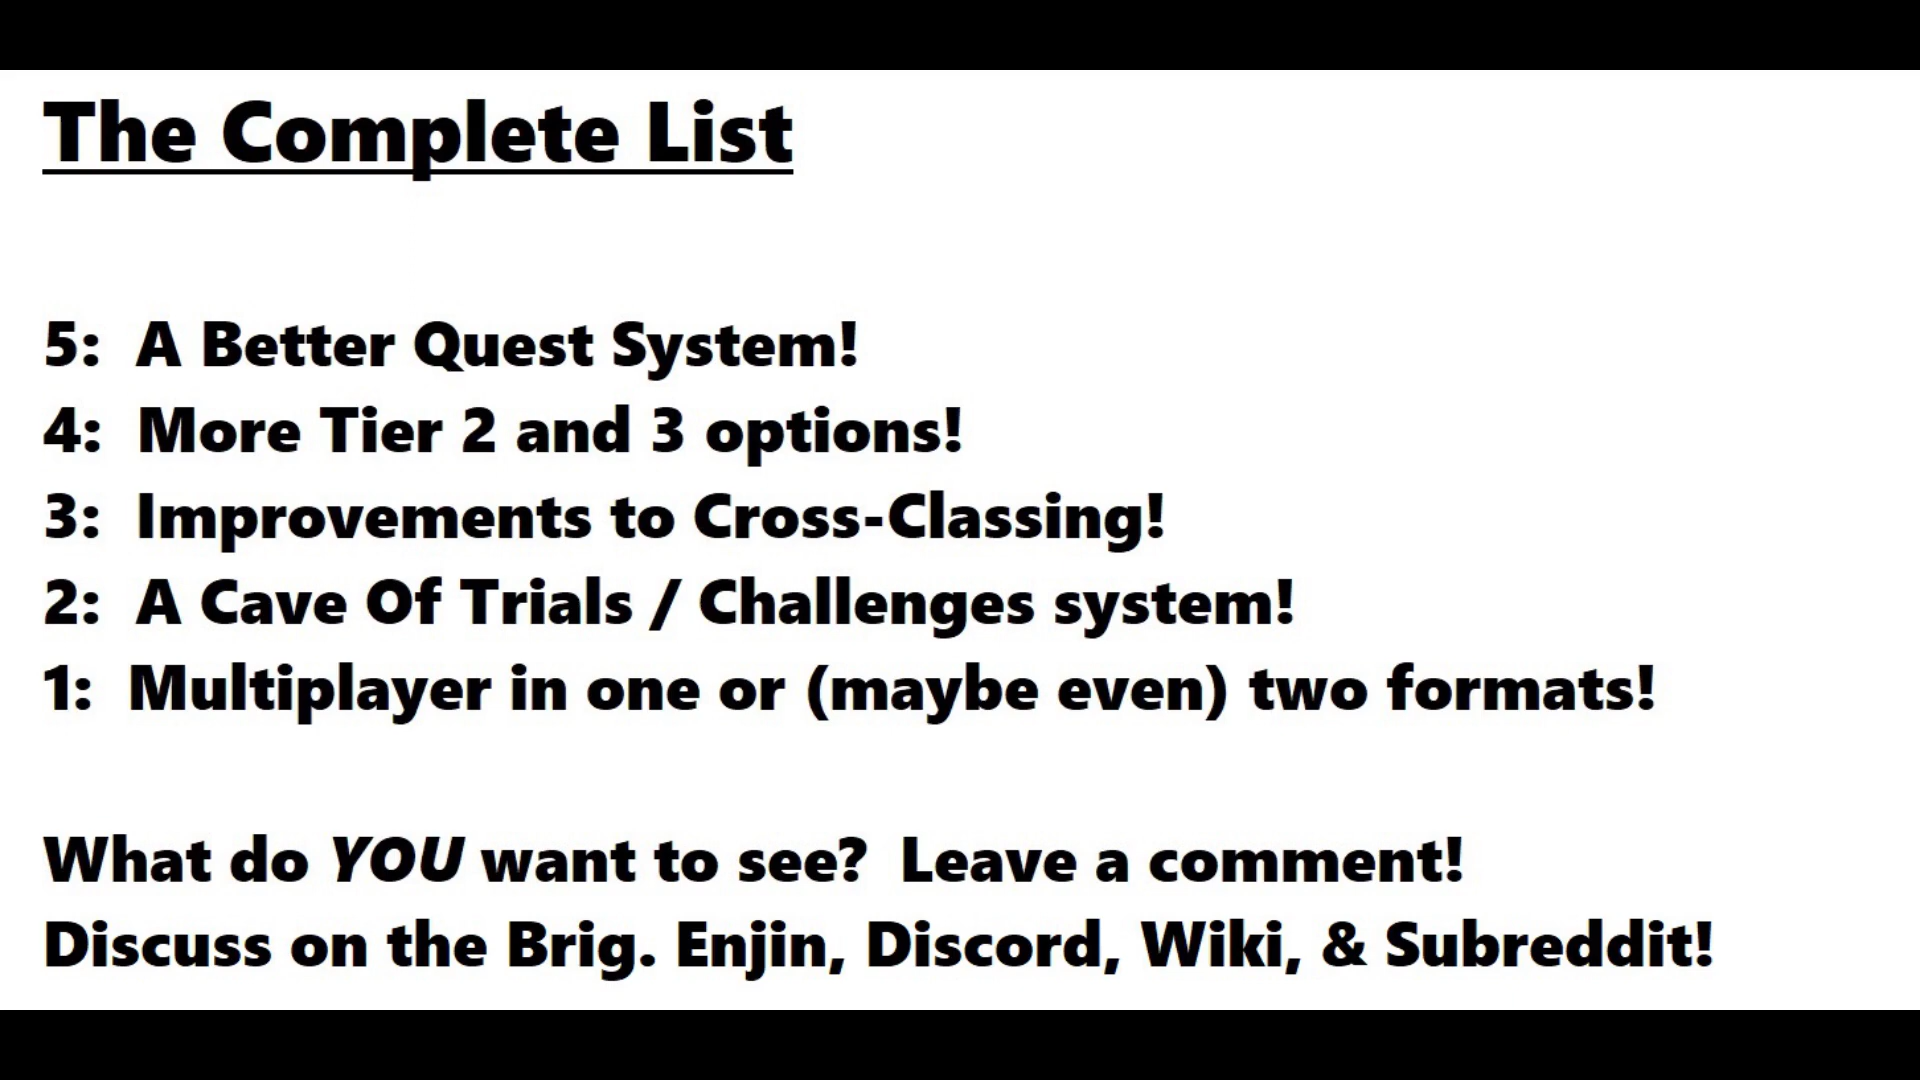 The Complete List
5: A Better Quest System!
4: More Tier 2 and 3 options!
3: Improvements to Cross-Classing!
2: A Cave Of Trials / Challenges system!
1: Multiplayer in one or (maybe even) two formats!
What do YOU want to see? Leave a comment!
Discuss on the Brig. Enjin, Discord, Wiki, & Subreddit!